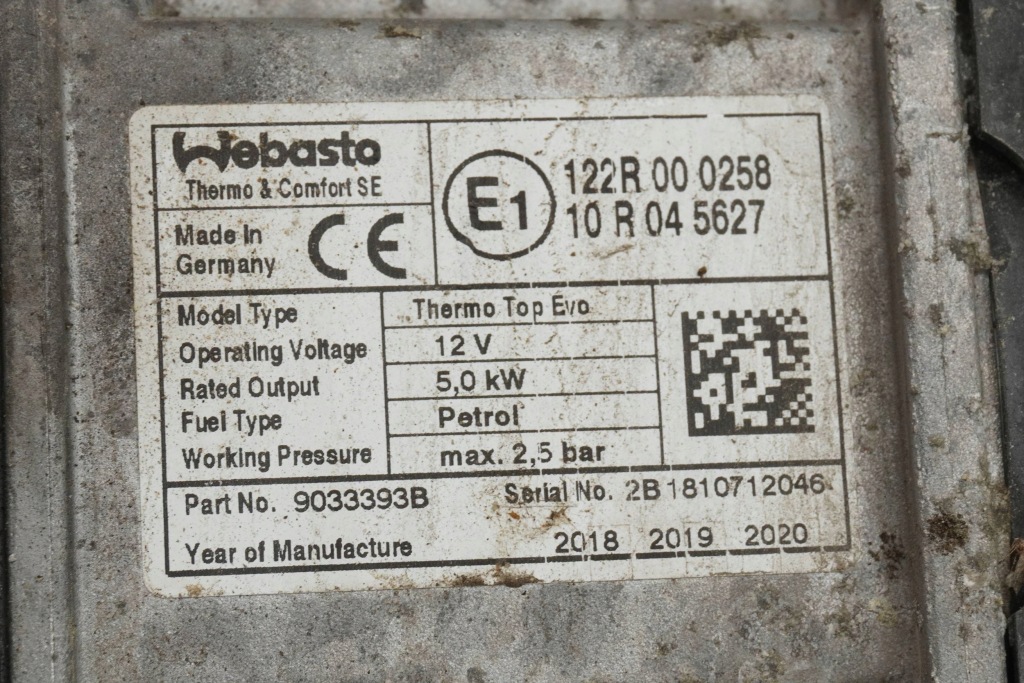 Webasto
Thermo & Comfort SE
Made in
Germany
CE
E1
122R 00 0258
10 R 04 5627
Model Type Thermo Top Evo
Operating Voltage 12 V
Rated Output 5,0 kW
Fuel Type Petrol
Working Pressure max. 2,5 bar
Part No. 9033393B Serial No. 2B1810712046
Year of Manufacture 2018 2019 2020